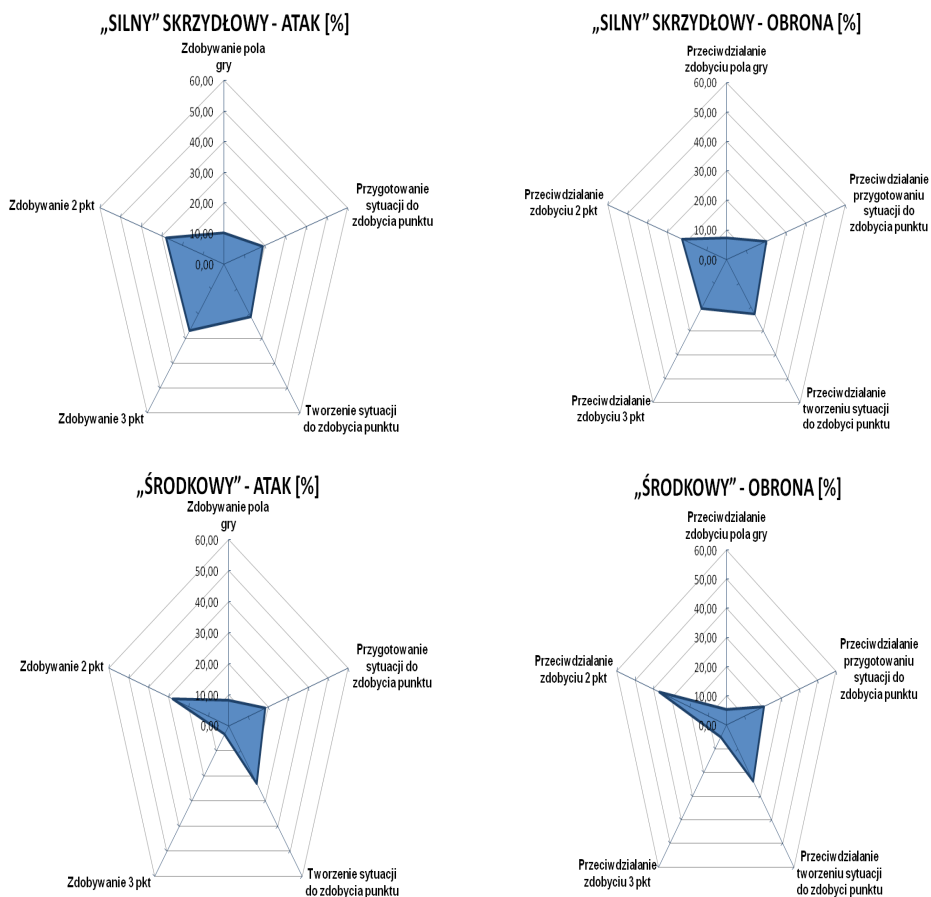 „SILNY” SKRZYDŁOWY - ATAK [%]
Zdobywanie pola
gry
60,00
50,00
40,00
30,00
20,00
10,00
0,00
Przygotowanie
sytuacji do
zdobycia punktu
Tworzenie sytuacji
do zdobycia punktu
Zdobywanie 3 pkt
Zdobywanie 2 pkt
„SILNY” SKRZYDŁOWY - OBRONA [%]
Przeciwdziałanie
zdobyciu pola gry
60,00
50,00
40,00
30,00
20,00
10,00
0,00
Przeciwdziałanie
przygotowaniu
sytuacji do
zdobycia punktu
Przeciwdziałanie
tworzeniu sytuacji
do zdobyci punktu
Przeciwdziałanie
zdobyciu 3 pkt
Przeciwdziałanie
zdobyciu 2 pkt
„ŚRODKOWY” - ATAK [%]
Zdobywanie pola
gry
60,00
50,00
40,00
30,00
20,00
10,00
0,00
Przygotowanie
sytuacji do
zdobycia punktu
Tworzenie sytuacji
do zdobycia punktu
Zdobywanie 3 pkt
Zdobywanie 2 pkt
„ŚRODKOWY” - OBRONA [%]
Przeciwdziałanie
zdobyciu pola gry
60,00
50,00
40,00
30,00
20,00
10,00
0,00
Przeciwdziałanie
przygotowaniu
sytuacji do
zdobycia punktu
Przeciwdziałanie
tworzeniu sytuacji
do zdobyci punktu
Przeciwdziałanie
zdobyciu 3 pkt
Przeciwdziałanie
zdobyciu 2 pkt